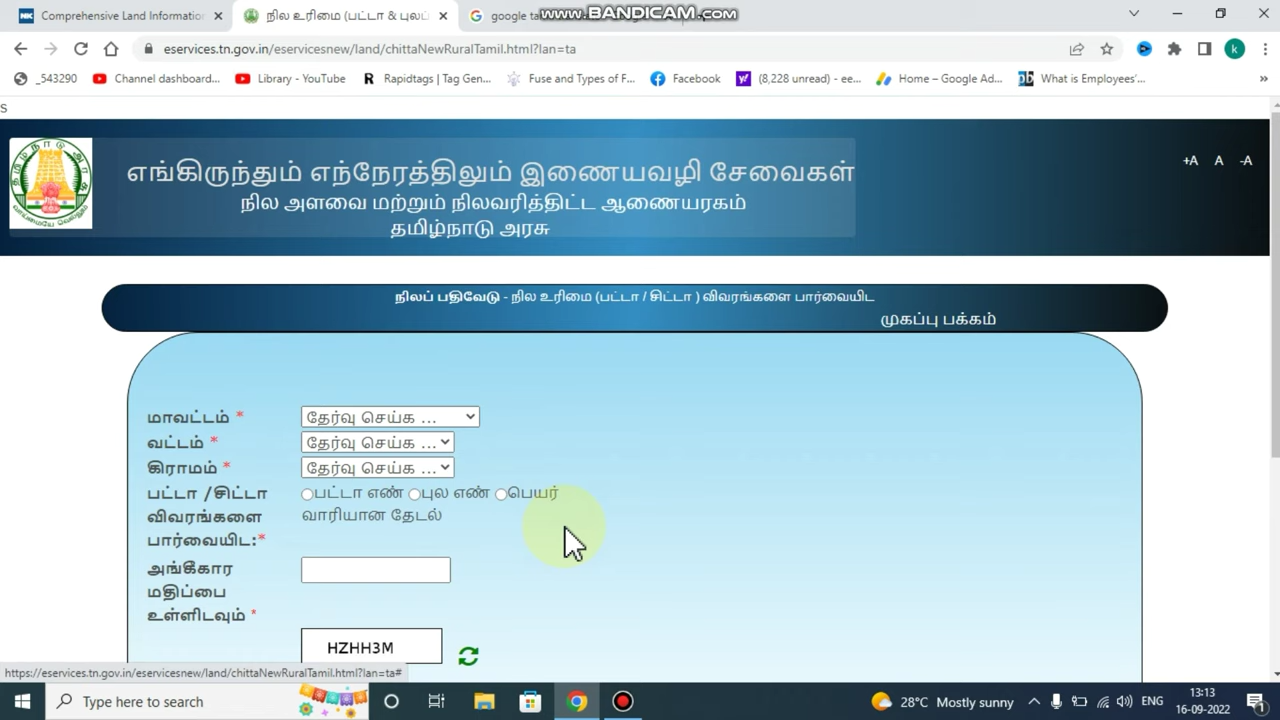 Comprehensive Land Information
நில உரிமை (பட்டா & புலப்
google ta
www.BANDICAM.com
eservices.tn.gov.in/eservicesnew/land/chittaNewRuralTamil.html?lan=ta
k
_543290
Channel dashboard...
Library - YouTube
Rapidtags | Tag Gen...
Fuse and Types of F...
Facebook
(8,228 unread) - ee...
Home – Google Ad...
What is Employees'...
S
எங்கிருந்தும் எந்நேரத்திலும் இணையவழி சேவைகள்
நில அளவை மற்றும் நிலவரித்திட்ட ஆணையரகம்
தமிழ்நாடு அரசு
+A A -A
நிலப் பதிவேடு - நில உரிமை (பட்டா / சிட்டா ) விவரங்களை பார்வையிட
முகப்பு பக்கம்
மாவட்டம் * தேர்வு செய்க ...
வட்டம் * தேர்வு செய்க ...
கிராமம் * தேர்வு செய்க ...
பட்டா /சிட்டா விவரங்களை பார்வையிட:*
பட்டா எண் புல எண் பெயர் வாரியான தேடல்
அங்கீகார
மதிப்பை
உள்ளிடவும் *
HZHH3M
https://eservices.tn.gov.in/eservicesnew/land/chittaNewRuralTamil.html?lan=ta#
Type here to search
28°C Mostly sunny
ENG
13:13
16-09-2022
1